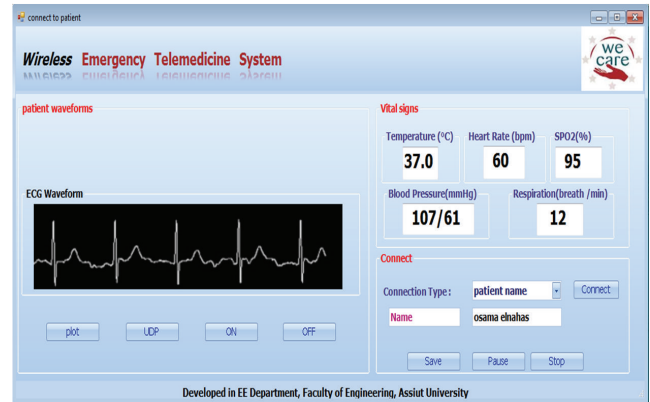 connect to patient
Wireless Emergency Telemedicine System
we
care
patient waveforms
ECG Waveform
plot UDP ON OFF
Vital signs
Temperature (°C) Heart Rate (bpm) SPO2(%)
37.0 60 95
Blood Pressure(mmHg) Respiration(breath /min)
107/61 12
Connect
Connection Type : patient name Connect
Name osama elnahas
Save Pause Stop
Developed in EE Department, Faculty of Engineering, Assiut University